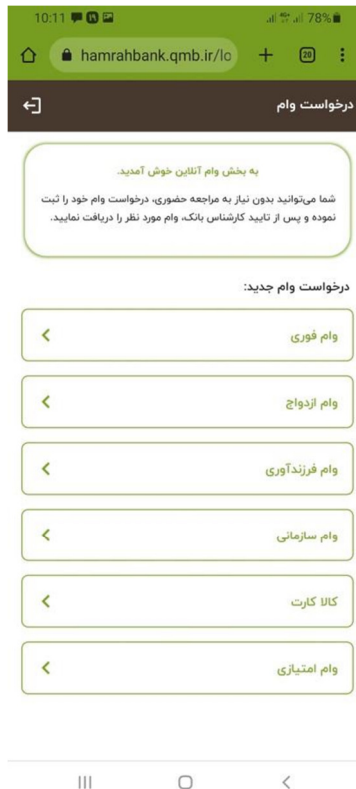 10:11 78%
hamrahbank.qmb.ir/lo 20
درخواست وام
به بخش وام آنلاین خوش آمدید.
شما می‌توانید بدون نیاز به مراجعه حضوری، درخواست وام خود را ثبت
نموده و پس از تایید کارشناس بانک، وام مورد نظر را دریافت نمایید.
درخواست وام جدید:
وام فوری
وام ازدواج
وام فرزندآوری
وام سازمانی
کالا کارت
وام امتیازی